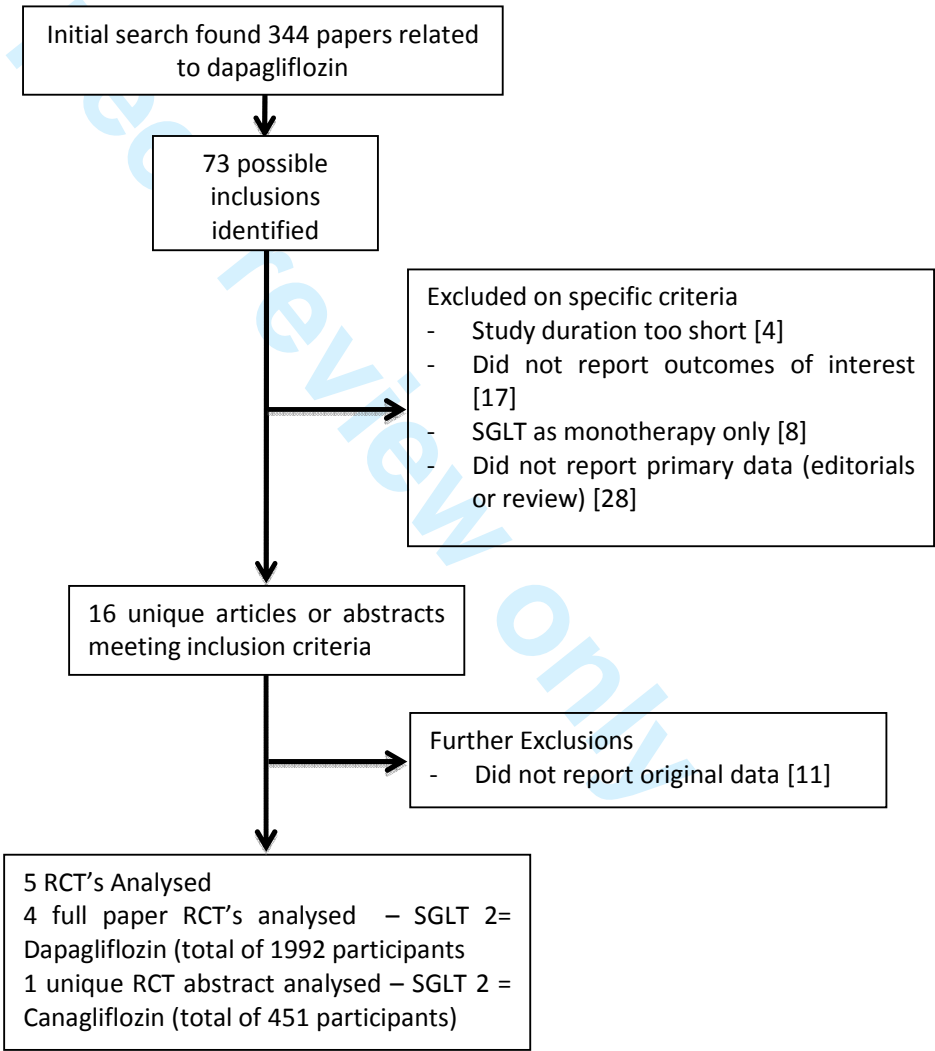 Initial search found 344 papers related
to dapagliflozin
73 possible
inclusions
identified
Excluded on specific criteria
- Study duration too short [4]
- Did not report outcomes of interest
[17]
- SGLT as monotherapy only [8]
- Did not report primary data (editorials
or review) [28]
16 unique articles or abstracts
meeting inclusion criteria
Further Exclusions
- Did not report original data [11]
5 RCT's Analysed
4 full paper RCT's analysed – SGLT 2=
Dapagliflozin (total of 1992 participants
1 unique RCT abstract analysed – SGLT 2 =
Canagliflozin (total of 451 participants)
review only